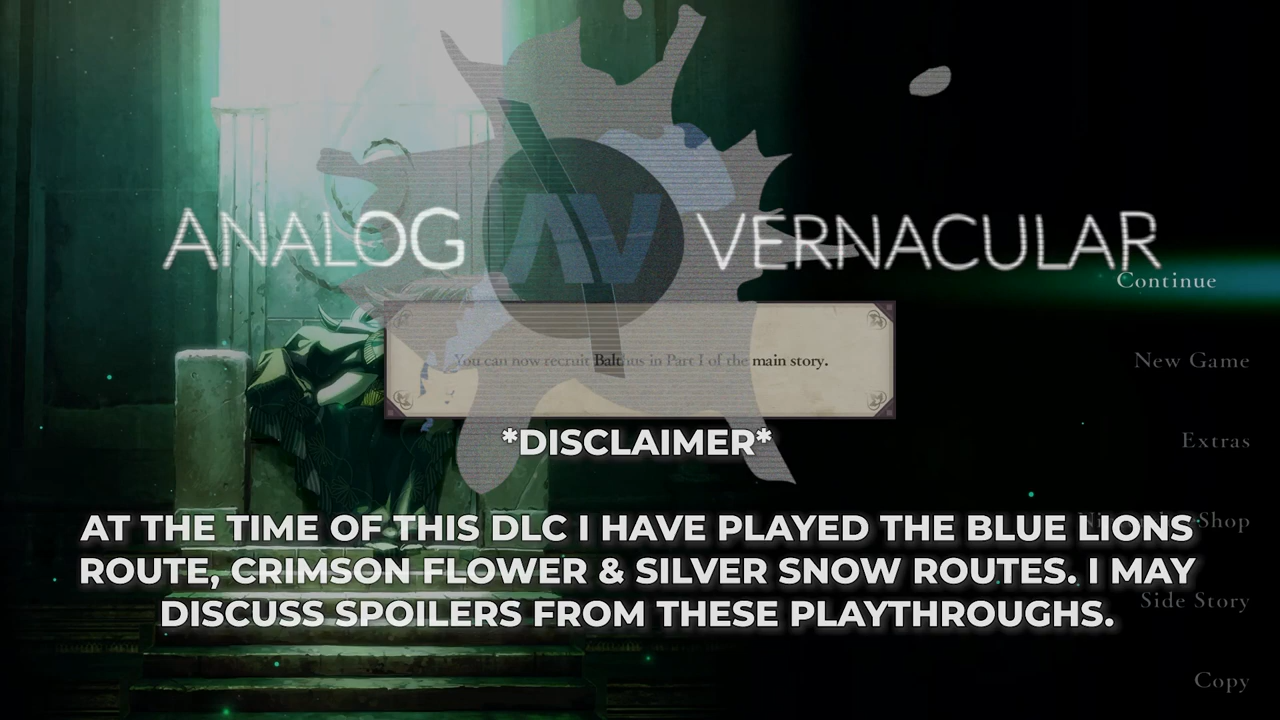 ANALOG VERNACULAR
AV
Continue
You can now recruit Balthus in Part I of the main story.
New Game
*DISCLAIMER*
Extras
AT THE TIME OF THIS DLC I HAVE PLAYED THE BLUE LIONS
Shop
ROUTE, CRIMSON FLOWER & SILVER SNOW ROUTES. I MAY
Side Story
DISCUSS SPOILERS FROM THESE PLAYTHROUGHS.
Copy